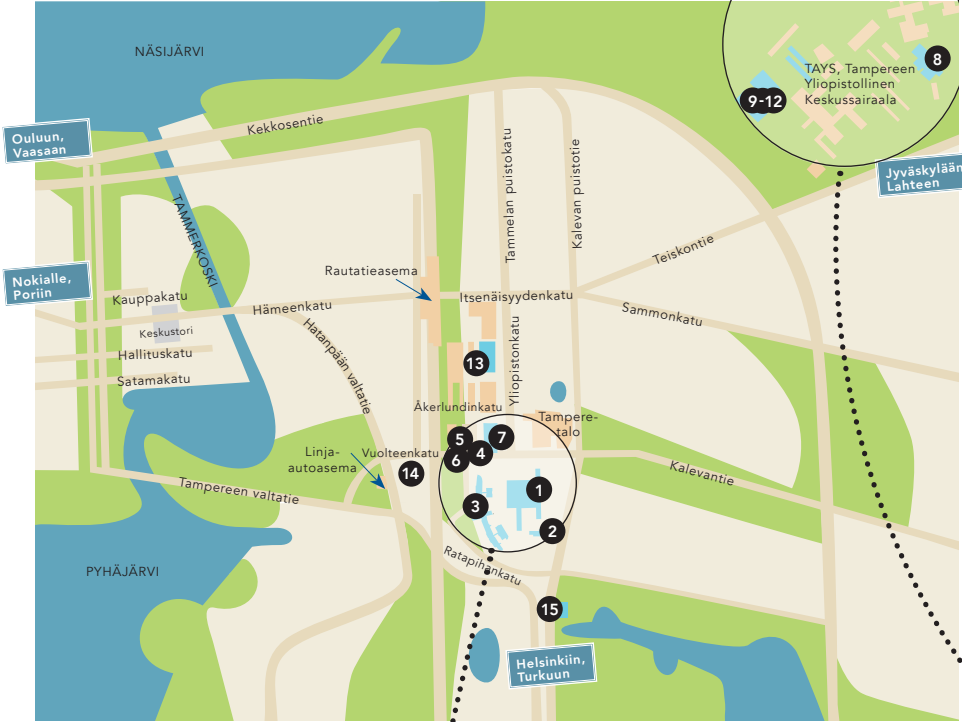 NÄSIJÄRVI
TAYS, Tampereen
Yliopistollinen
Keskussairaala
8
9-12
Ouluun,
Vaasaan
Kekkosentie
Jyväskylään
Lahteen
TAMMERKOSKI
Tammelan puistokatu
Kalevan puistotie
Teiskontie
Nokialle,
Poriin
Rautatieasema
Kauppakatu
Hämeenkatu
Itsenäisyydenkatu
Sammonkatu
Keskustori
Hallituskatu
Satamakatu
Hatanpään valtatie
Yliopistonkatu
13
Åkerlundinkatu
Tampere-
talo
5
7
6
4
Linja-
autoasema
Vuolteenkatu
14
Kalevantie
Tampereen valtatie
1
3
2
Ratapihankatu
PYHÄJÄRVI
15
Helsinkiin,
Turkuun